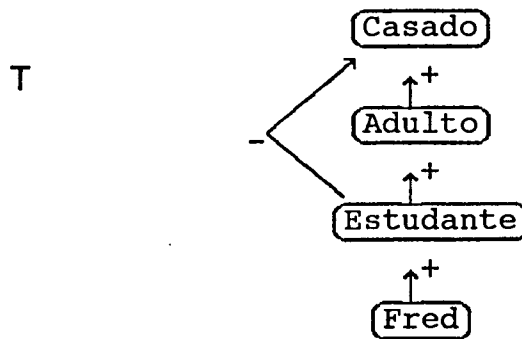 Casado
T
+
Adulto
-
+
Estudante
+
Fred